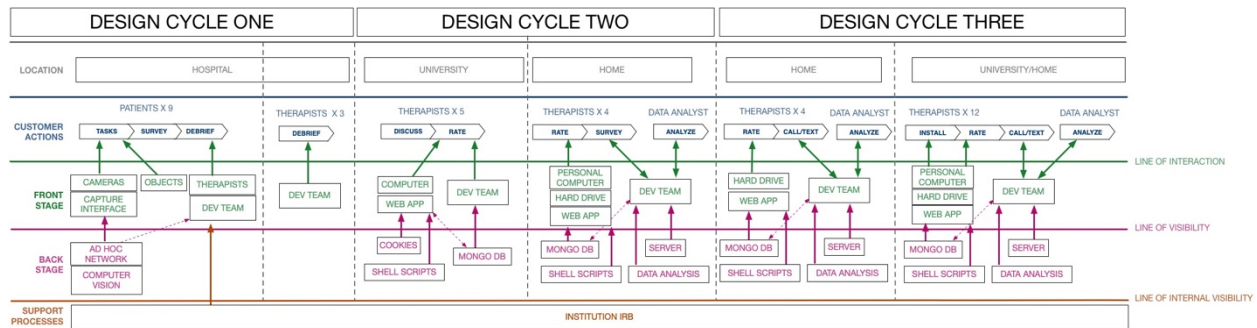 DESIGN CYCLE ONE
DESIGN CYCLE TWO
DESIGN CYCLE THREE
LOCATION
HOSPITAL
UNIVERSITY
HOME
HOME
UNIVERSITY/HOME
CUSTOMER
ACTIONS
PATIENTS X 9
TASKS
SURVEY
DEBRIEF
THERAPISTS X 3
DEBRIEF
THERAPISTS X 5
DISCUSS
RATE
THERAPISTS X 4
RATE
SURVEY
DATA ANALYST
ANALYZE
THERAPISTS X 4
RATE
CALL/TEXT
DATA ANALYST
ANALYZE
THERAPISTS X 12
INSTALL
RATE
CALL/TEXT
DATA ANALYST
ANALYZE
LINE OF INTERACTION
FRONT
STAGE
CAMERAS
CAPTURE
INTERFACE
OBJECTS
THERAPISTS
DEV TEAM
DEV TEAM
COMPUTER
WEB APP
DEV TEAM
PERSONAL
COMPUTER
HARD DRIVE
WEB APP
DEV TEAM
HARD DRIVE
WEB APP
DEV TEAM
PERSONAL
COMPUTER
HARD DRIVE
WEB APP
DEV TEAM
LINE OF VISIBILITY
BACK
STAGE
AD HOC
NETWORK
COMPUTER
VISION
COOKIES
SHELL SCRIPTS
MONGO DB
MONGO DB
SHELL SCRIPTS
SERVER
DATA ANALYSIS
MONGO DB
SHELL SCRIPTS
SERVER
DATA ANALYSIS
MONGO DB
SHELL SCRIPTS
SERVER
DATA ANALYSIS
LINE OF INTERNAL VISIBILITY
SUPPORT
PROCESSES
INSTITUTION IRB